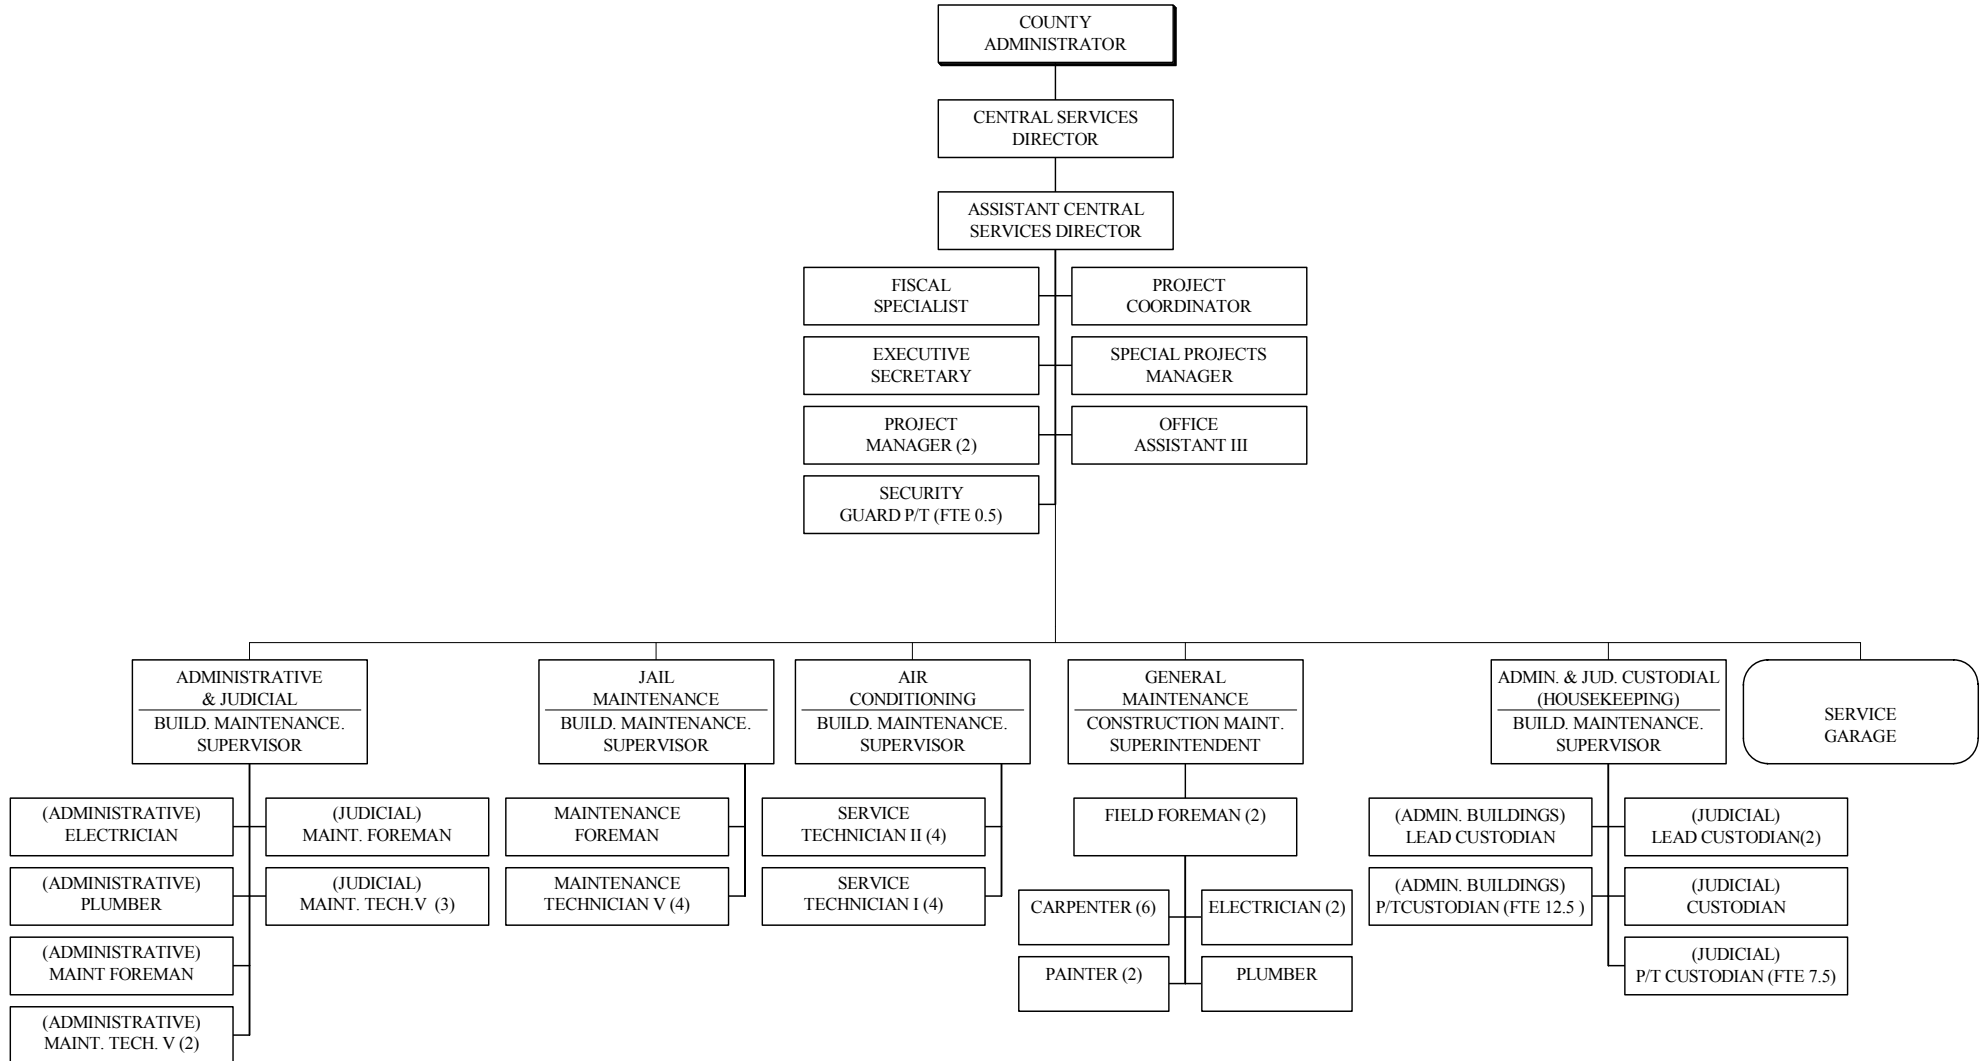 COUNTY
ADMINISTRATOR
CENTRAL SERVICES
DIRECTOR
ASSISTANT CENTRAL
SERVICES DIRECTOR
FISCAL
SPECIALIST
PROJECT
COORDINATOR
EXECUTIVE
SECRETARY
SPECIAL PROJECTS
MANAGER
PROJECT
MANAGER (2)
OFFICE
ASSISTANT III
SECURITY
GUARD P/T (FTE 0.5)
ADMINISTRATIVE
& JUDICIAL
BUILD. MAINTENANCE.
SUPERVISOR
JAIL
MAINTENANCE
BUILD. MAINTENANCE.
SUPERVISOR
AIR
CONDITIONING
BUILD. MAINTENANCE.
SUPERVISOR
GENERAL
MAINTENANCE
CONSTRUCTION MAINT.
SUPERINTENDENT
ADMIN. & JUD. CUSTODIAL
(HOUSEKEEPING)
BUILD. MAINTENANCE.
SUPERVISOR
SERVICE
GARAGE
(ADMINISTRATIVE)
ELECTRICIAN
(JUDICIAL)
MAINT. FOREMAN
(ADMINISTRATIVE)
PLUMBER
(JUDICIAL)
MAINT. TECH.V (3)
(ADMINISTRATIVE)
MAINT FOREMAN
(ADMINISTRATIVE)
MAINT. TECH. V (2)
MAINTENANCE
FOREMAN
MAINTENANCE
TECHNICIAN V (4)
SERVICE
TECHNICIAN II (4)
SERVICE
TECHNICIAN I (4)
FIELD FOREMAN (2)
CARPENTER (6)
ELECTRICIAN (2)
PAINTER (2)
PLUMBER
(ADMIN. BUILDINGS)
LEAD CUSTODIAN
(JUDICIAL)
LEAD CUSTODIAN(2)
(ADMIN. BUILDINGS)
P/TCUSTODIAN (FTE 12.5 )
(JUDICIAL)
CUSTODIAN
(JUDICIAL)
P/T CUSTODIAN (FTE 7.5)